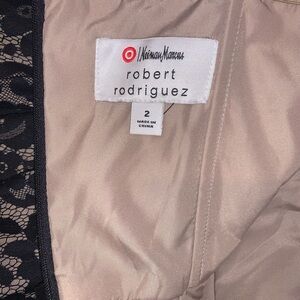 Neiman Marcus
robert
rodriguez
2
MADE IN
CHINA